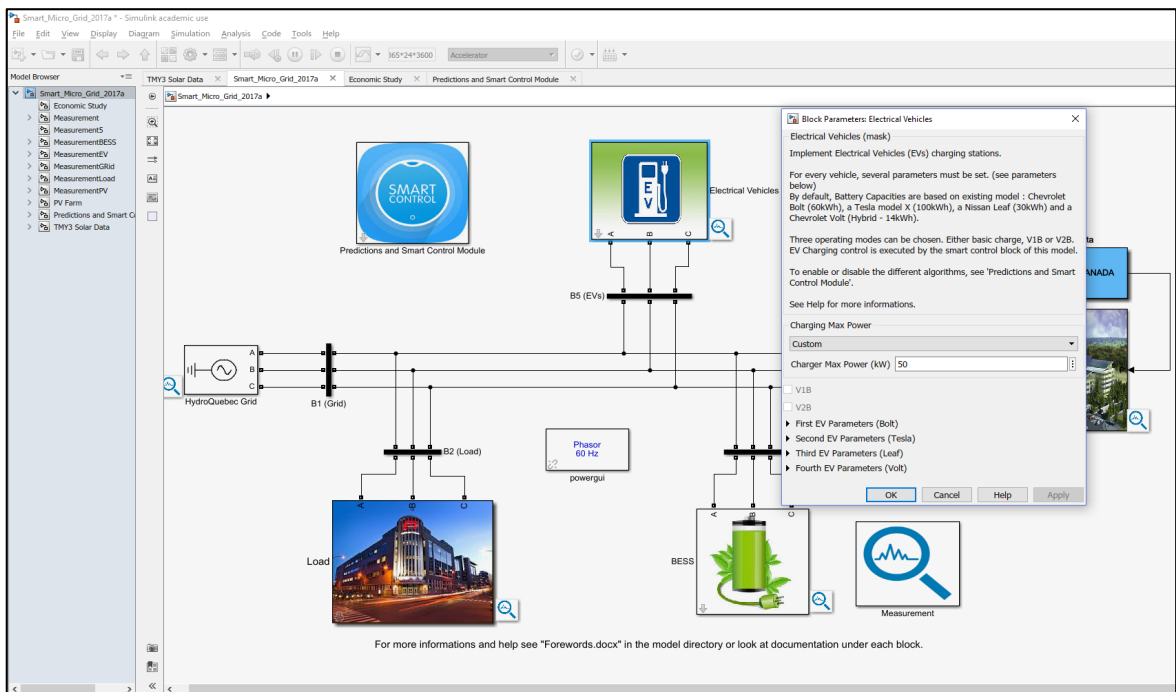 Smart_Micro_Grid_2017a * - Simulink academic use
File Edit View Display Diagram Simulation Analysis Code Tools Help
365*24*3600 Accelerator
Model Browser
TMY3 Solar Data Smart_Micro_Grid_2017a Economic Study Predictions and Smart Control Module
Smart_Micro_Grid_2017a
Smart_Micro_Grid_2017a
Economic Study
Measurement
Measurement5
MeasurementBESS
MeasurementEV
MeasurementGRid
MeasurementLoad
MeasurementPV
PV Farm
Predictions and Smart C
TMY3 Solar Data
SMART
CONTROL
Predictions and Smart Control Module
E
V
Electrical Vehicles
A B C
B5 (EVs)
A
B
C
HydroQuebec Grid
B1 (Grid)
B2 (Load)
A B C
Load
Phasor
60 Hz
powergui
A B C
BESS
Measurement
ANADA
Block Parameters: Electrical Vehicles
Electrical Vehicles (mask)
Implement Electrical Vehicles (EVs) charging stations.
For every vehicle, several parameters must be set. (see parameters
below)
By default, Battery Capacities are based on existing model : Chevrolet
Bolt (60kWh), a Tesla model X (100kWh), a Nissan Leaf (30kWh) and a
Chevrolet Volt (Hybrid - 14kWh).
Three operating modes can be chosen. Either basic charge, V1B or V2B.
EV Charging control is executed by the smart control block of this model.
To enable or disable the different algorithms, see 'Predictions and Smart
Control Module'.
See Help for more informations.
Charging Max Power
Custom
Charger Max Power (kW) 50
V1B
V2B
First EV Parameters (Bolt)
Second EV Parameters (Tesla)
Third EV Parameters (Leaf)
Fourth EV Parameters (Volt)
OK Cancel Help Apply
For more informations and help see "Forewords.docx" in the model directory or look at documentation under each block.